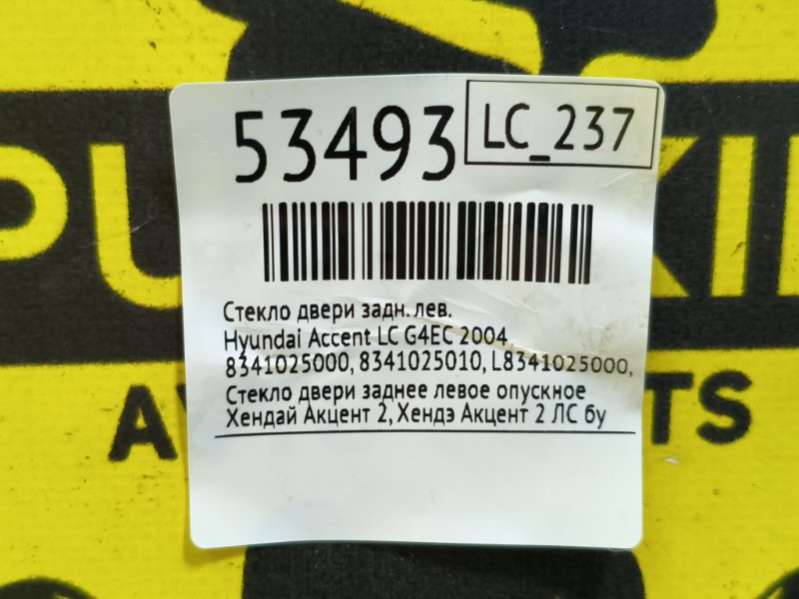 53493
LC_237
Стекло двери задн. лев.
Hyundai Accent LC G4EC 2004,
8341025000, 8341025010, L8341025000,
Стекло двери заднее левое опускное
Хендай Акцент 2, Хендэ Акцент 2 ЛС бу